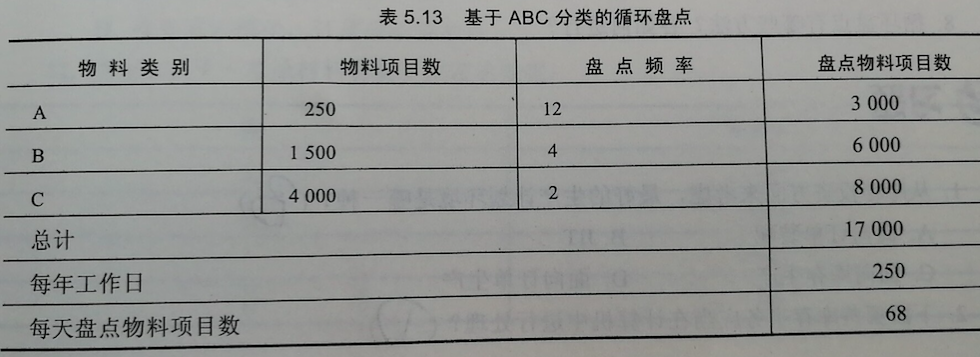 表 5.13 基于 ABC 分类的循环盘点
物料类别 物料项目数 盘点频率 盘点物料项目数
A 250 12 3 000
B 1 500 4 6 000
C 4 000 2 8 000
总计 17 000
每年工作日 250
每天盘点物料项目数 68